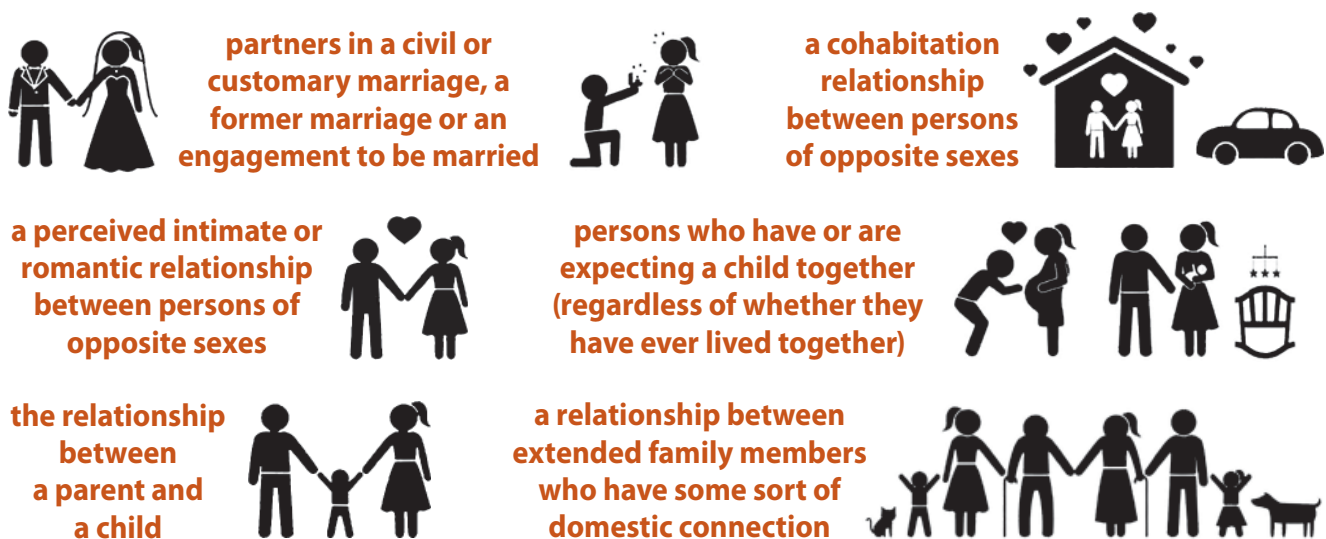 partners in a civil or
customary marriage, a
former marriage or an
engagement to be married
a cohabitation
relationship
between persons
of opposite sexes
a perceived intimate or
romantic relationship
between persons of
opposite sexes
persons who have or are
expecting a child together
(regardless of whether they
have ever lived together)
the relationship
between
a parent and
a child
a relationship between
extended family members
who have some sort of
domestic connection